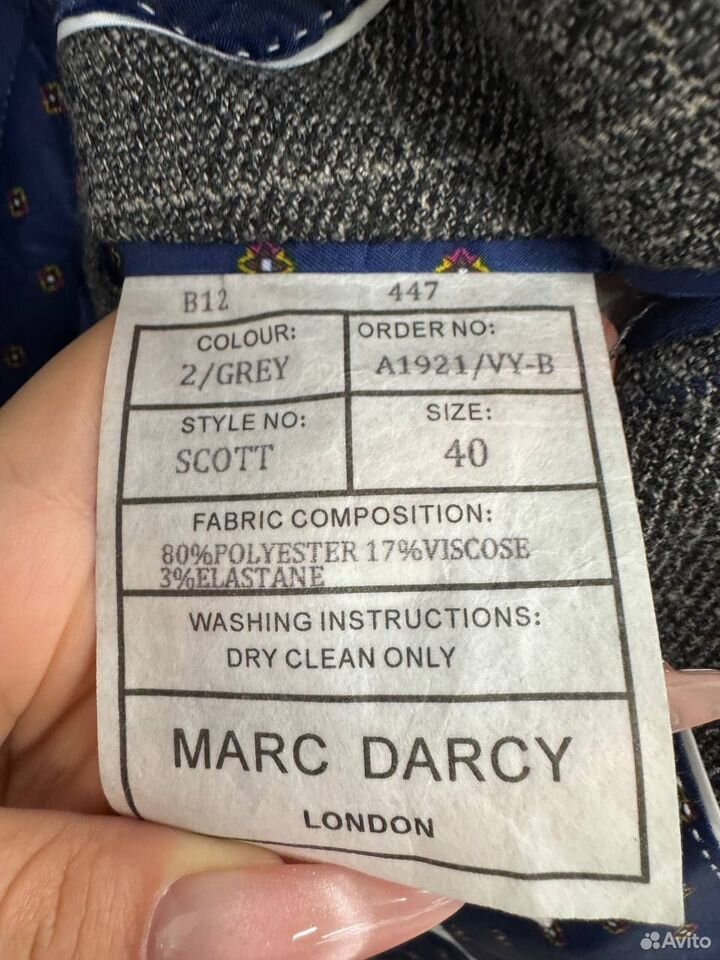 B12 447
COLOUR: ORDER NO:
2/GREY A1921/VY-B
STYLE NO: SIZE:
SCOTT 40
FABRIC COMPOSITION:
80%POLYESTER 17%VISCOSE
3%ELASTANE
WASHING INSTRUCTIONS:
DRY CLEAN ONLY
MARC DARCY
LONDON
Avito